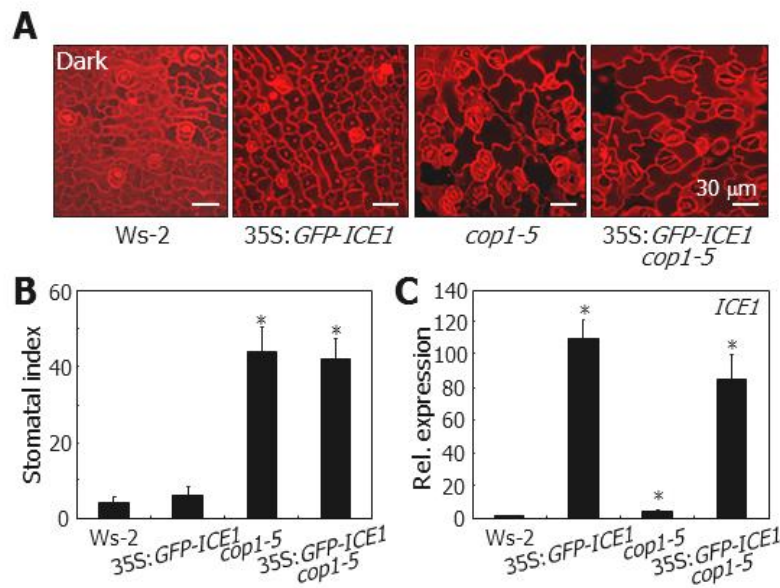 A
Dark
30 μm
Ws-2
35S:GFP-ICE1
cop1-5
35S:GFP-ICE1
cop1-5
B
Stomatal index
60
40
20
0
*
*
Ws-2
35S:GFP-ICE1
cop1-5
35S:GFP-ICE1
cop1-5
C
Rel. expression
140
120
100
80
60
40
20
0
ICE1
*
*
*
Ws-2
35S:GFP-ICE1
cop1-5
35S:GFP-ICE1
cop1-5